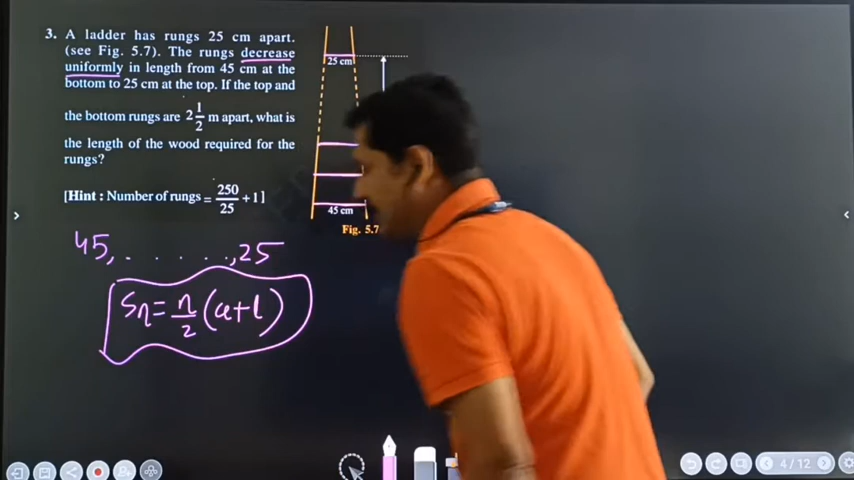 3. A ladder has rungs 25 cm apart.
(see Fig. 5.7). The rungs decrease
uniformly in length from 45 cm at the
bottom to 25 cm at the top. If the top and
the bottom rungs are 2 1/2 m apart, what is
the length of the wood required for the
rungs?
[Hint : Number of rungs = 250/25 + 1]
25 cm
45 cm
Fig. 5.7
45, . . . . . , 25
Sn = n/2 (a+l)
4 / 12